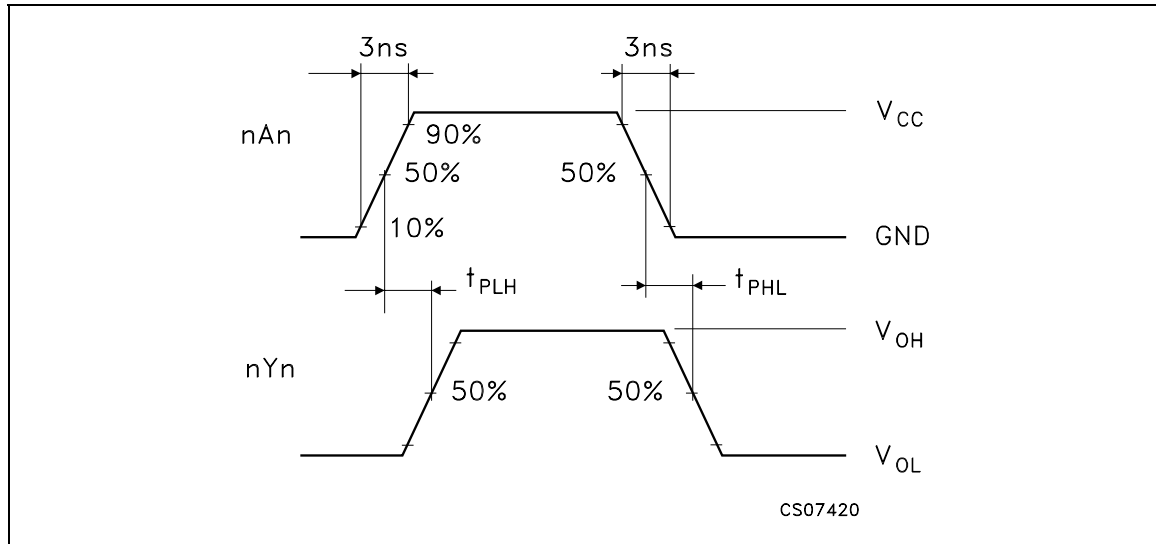 3ns 3ns
V_CC
nAn 90%
50% 50%
10%
GND
t_PLH t_PHL
V_OH
nYn
50% 50%
V_OL
CS07420